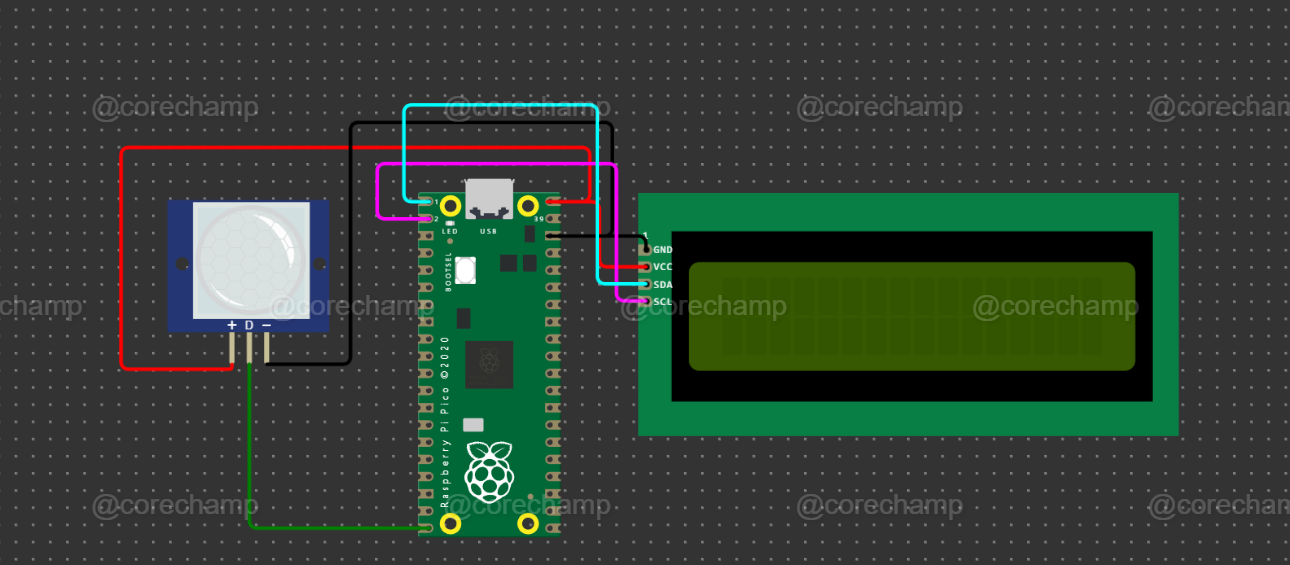 @corechamp @corechamp @corechamp @corechamp
1
2
39
LED USB
BOOTSEL
1
GND
VCC
SDA
SCL
champ @corechamp @corechamp @corechamp
+ D −
Raspberry Pi Pico ©2020
@corechamp @corechamp @corechamp @corechamp